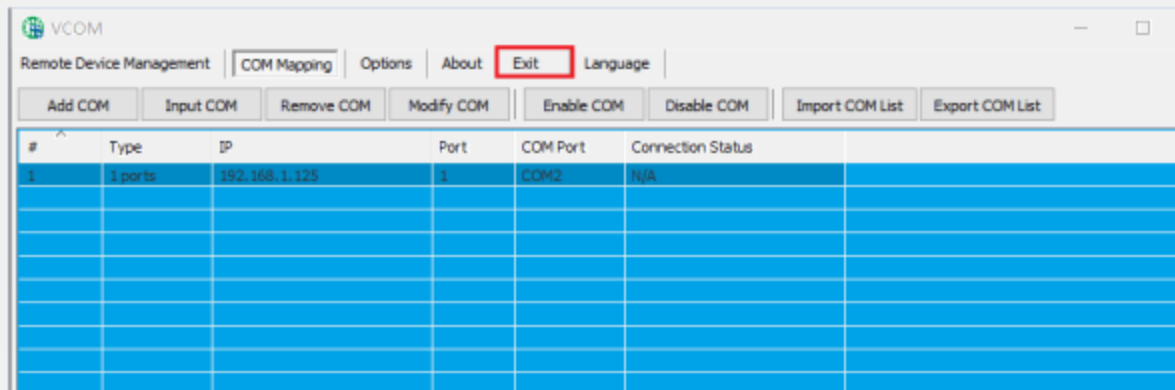 VCOM
Remote Device Management COM Mapping Options About Exit Language
Add COM Input COM Remove COM Modify COM Enable COM Disable COM Import COM List Export COM List
# Type IP Port COM Port Connection Status
1 1 ports 192.168.1.125 1 COM2 N/A